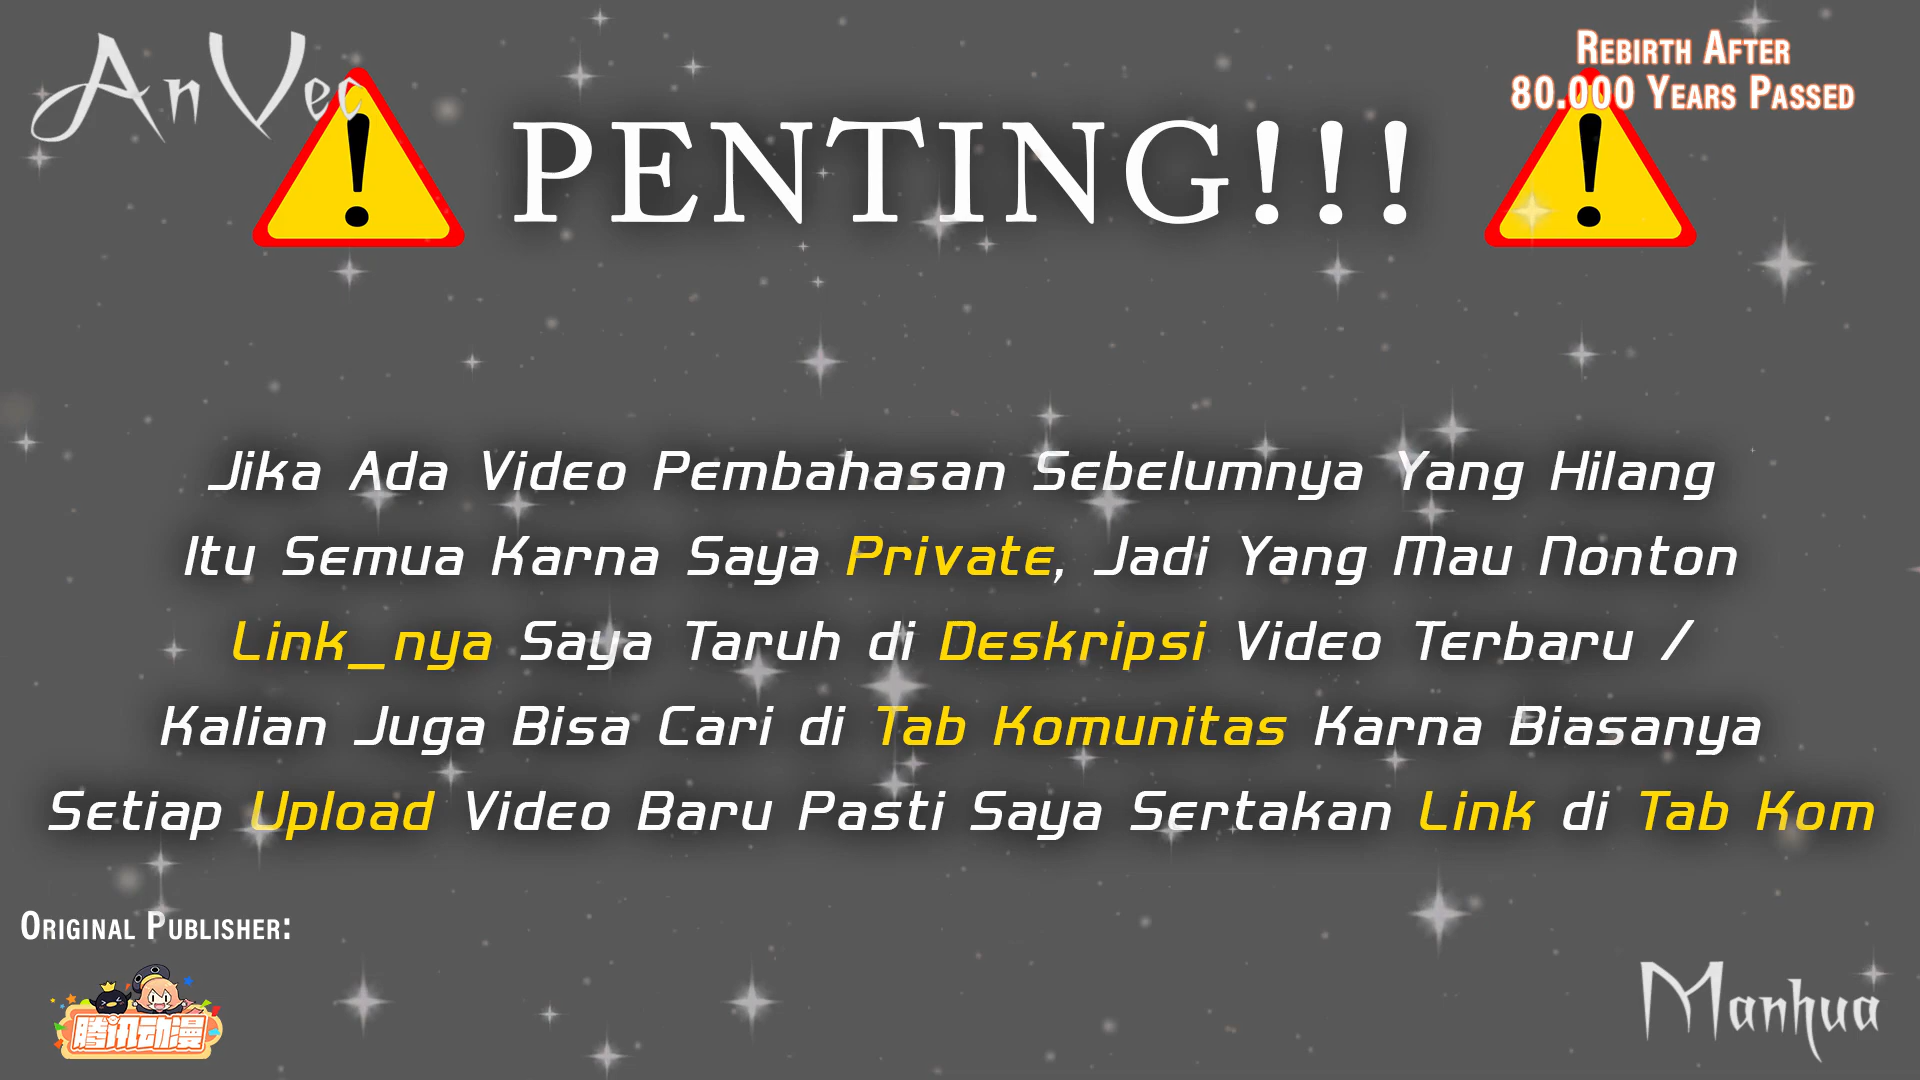 AnVec
REBIRTH AFTER
80.000 YEARS PASSED
PENTING!!!
Jika Ada Video Pembahasan Sebelumnya Yang Hilang
Itu Semua Karna Saya Private, Jadi Yang Mau Nonton
Link_nya Saya Taruh di Deskripsi Video Terbaru /
Kalian Juga Bisa Cari di Tab Komunitas Karna Biasanya
Setiap Upload Video Baru Pasti Saya Sertakan Link di Tab Kom
ORIGINAL PUBLISHER:
腾讯动漫
Manhua